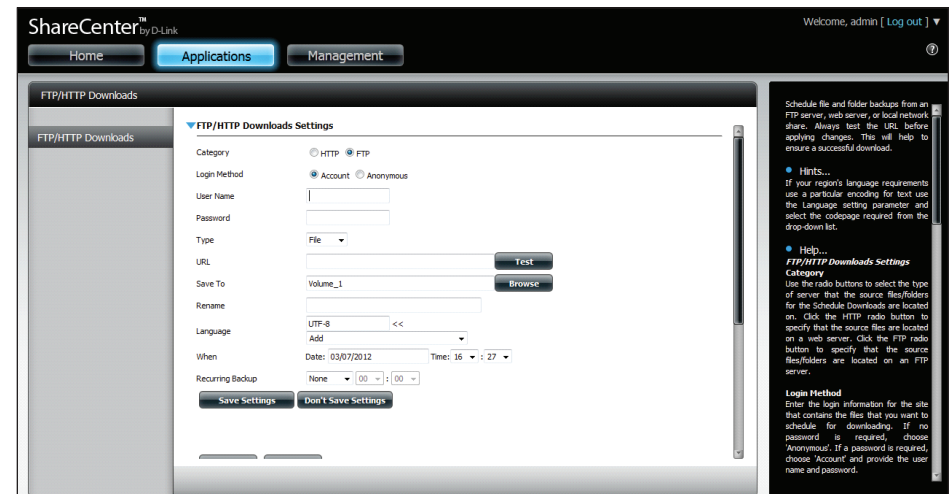 ShareCenter™ by D-Link
Welcome, admin [ Log out ] ▼
Home Applications Management
?
FTP/HTTP Downloads
FTP/HTTP Downloads
▼FTP/HTTP Downloads Settings
Category HTTP FTP
Login Method Account Anonymous
User Name
Password
Type File
URL Test
Save To Volume_1 Browse
Rename
Language UTF-8 <<
Add
When Date: 03/07/2012 Time: 16 : 27
Recurring Backup None 00 : 00
Save Settings Don't Save Settings
Schedule file and folder backups from an
FTP server, web server, or local network
share. Always test the URL before
applying changes. This will help to
ensure a successful download.
Hints...
If your region's language requirements
use a particular encoding for text use
the Language setting parameter and
select the codepage required from the
drop-down list.
Help...
FTP/HTTP Downloads Settings
Category
Use the radio buttons to select the type
of server that the source files/folders
for the Schedule Downloads are located
on. Click the HTTP radio button to
specify that the source files are located
on a web server. Click the FTP radio
button to specify that the source
files/folders are located on an FTP
server.
Login Method
Enter the login information for the site
that contains the files that you want to
schedule for downloading. If no
password is required, choose
'Anonymous'. If a password is required,
choose 'Account' and provide the user
name and password.